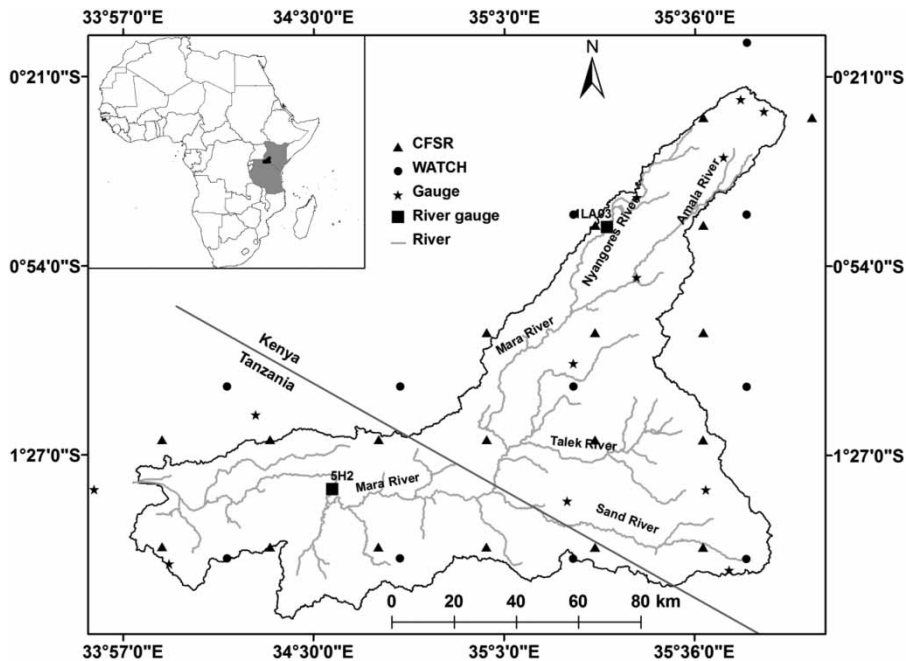 33°57'0"E 34°30'0"E 35°3'0"E 35°36'0"E
0°21'0"S 0°21'0"S
N
CFSR
WATCH
Gauge
River gauge
River
Amala River
1LA03
Nyangores River
0°54'0"S 0°54'0"S
Mara River
Kenya
Tanzania
Talek River
1°27'0"S 1°27'0"S
5H2
Mara River
Sand River
0 20 40 60 80 km
33°57'0"E 34°30'0"E 35°3'0"E 35°36'0"E